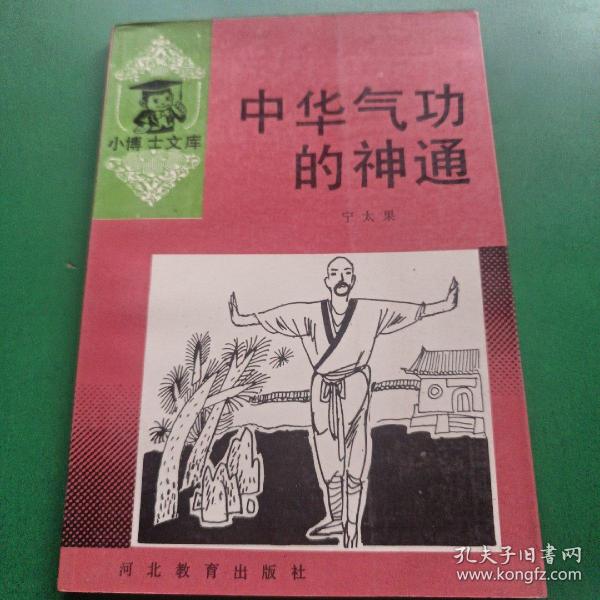 小博士文库
中华气功
的神通
宁太果
河北教育出版社
孔夫子旧书网
www.kongfz.com